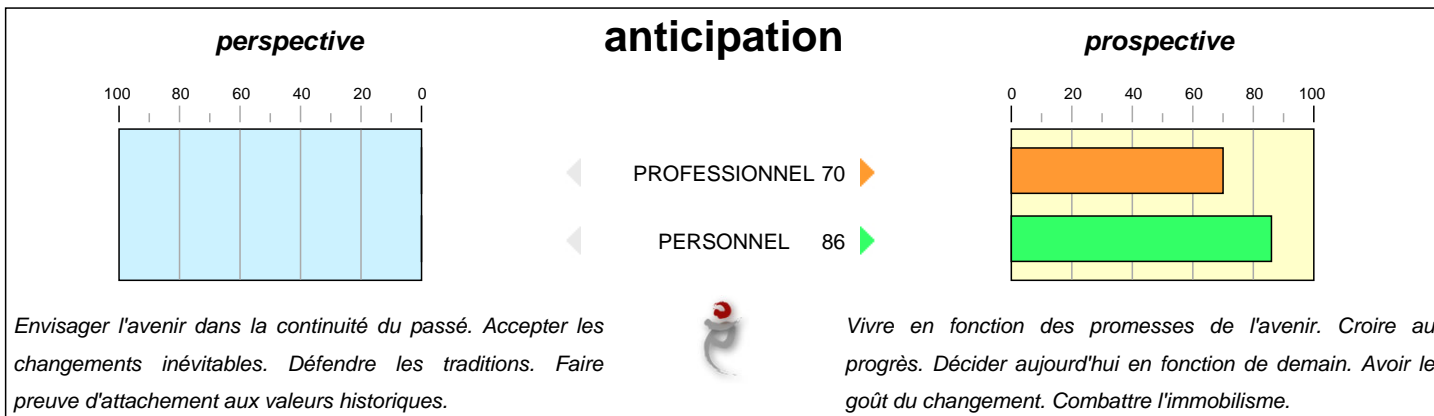 perspective
anticipation
prospective
100 80 60 40 20 0
0 20 40 60 80 100
PROFESSIONNEL 70
PERSONNEL 86
Envisager l'avenir dans la continuité du passé. Accepter les
changements inévitables. Défendre les traditions. Faire
preuve d'attachement aux valeurs historiques.
Vivre en fonction des promesses de l'avenir. Croire au
progrès. Décider aujourd'hui en fonction de demain. Avoir le
goût du changement. Combattre l'immobilisme.